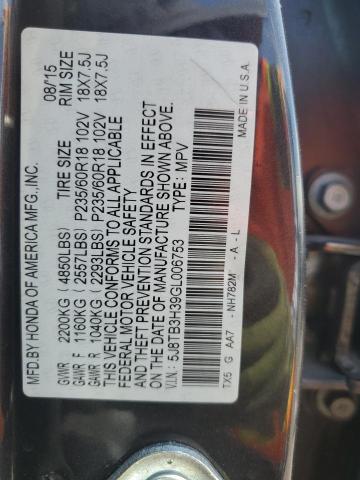 MFD.BY HONDA OF AMERICA MFG.,INC. 08/15
TIRE SIZE RIM SIZE
GVWR 2200KG (4850LBS)
GAWR F 1160KG (2557LBS) P235/60R18 102V 18X7.5J
GAWR R 1040KG (2293LBS) P235/60R18 102V 18X7.5J
THIS VEHICLE CONFORMS TO ALL APPLICABLE
FEDERAL MOTOR VEHICLE SAFETY, BUMPER,
AND THEFT PREVENTION STANDARDS IN EFFECT
ON THE DATE OF MANUFACTURE SHOWN ABOVE.
V.I.N.: 5J8TB3H39GL006753 TYPE: MPV
TX5 G AA7 - NH782M - A - L MADE IN U.S.A.